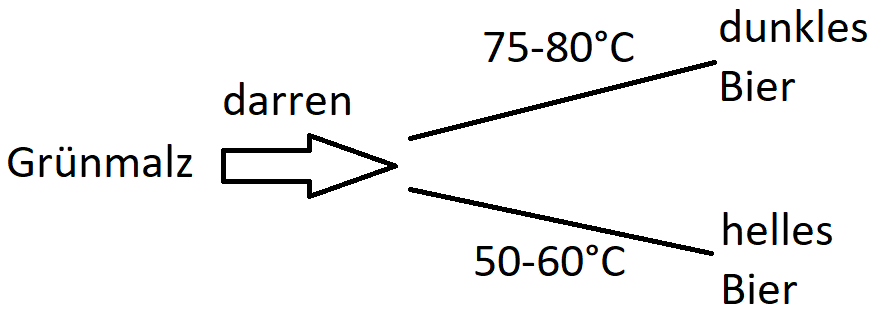 darren
Grünmalz
75-80°C
dunkles
Bier
50-60°C
helles
Bier